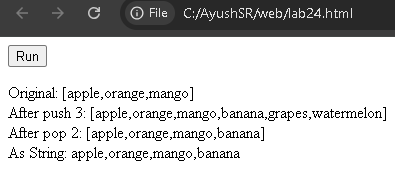 File C:/AyushSR/web/lab24.html
Run
Original: [apple,orange,mango]
After push 3: [apple,orange,mango,banana,grapes,watermelon]
After pop 2: [apple,orange,mango,banana]
As String: apple,orange,mango,banana